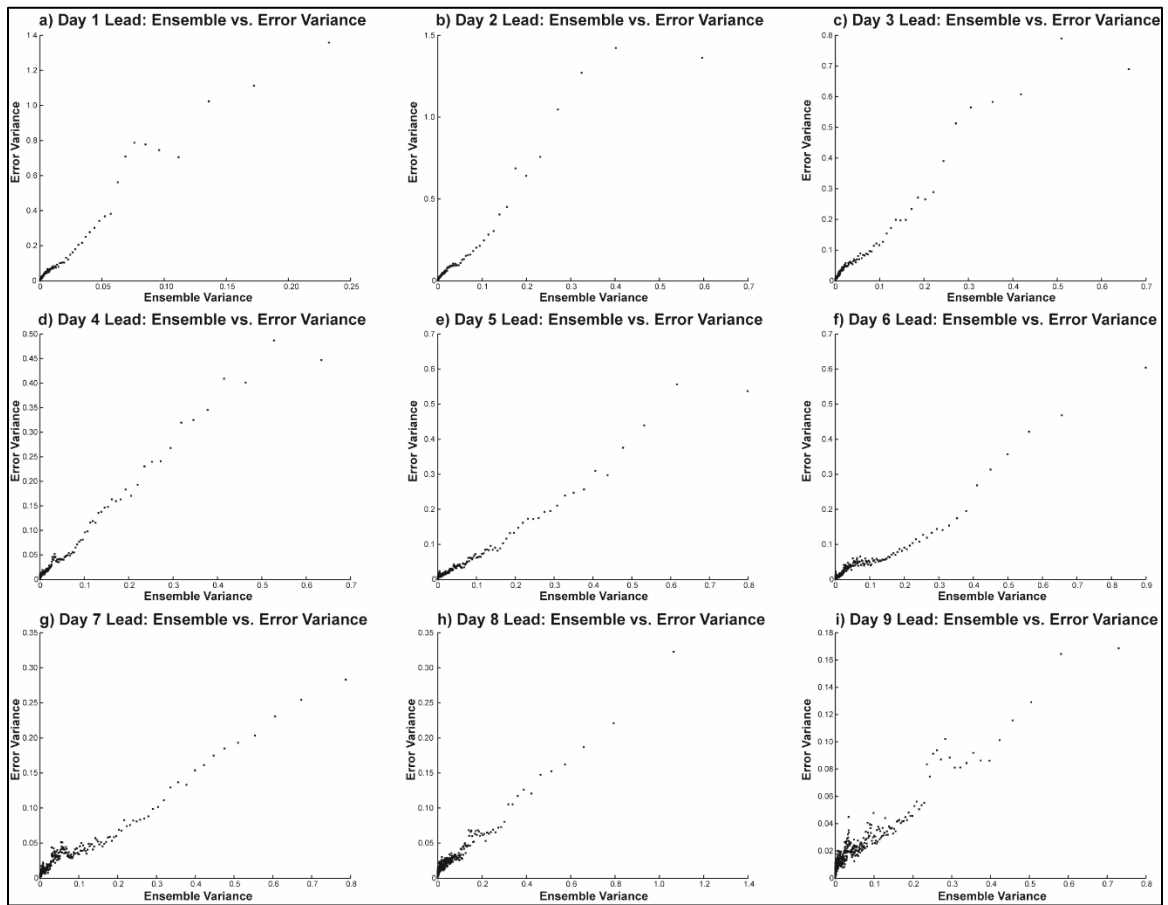 a) Day 1 Lead: Ensemble vs. Error Variance
1.4
1.2
1.0
0.8
0.6
0.4
0.2
0
Error Variance
0 0.05 0.10 0.15 0.20 0.25
Ensemble Variance
b) Day 2 Lead: Ensemble vs. Error Variance
1.5
1.0
0.5
0
Error Variance
0 0.1 0.2 0.3 0.4 0.5 0.6 0.7
Ensemble Variance
c) Day 3 Lead: Ensemble vs. Error Variance
0.8
0.7
0.6
0.5
0.4
0.3
0.2
0.1
0
Error Variance
0 0.1 0.2 0.3 0.4 0.5 0.6 0.7
Ensemble Variance
d) Day 4 Lead: Ensemble vs. Error Variance
0.50
0.45
0.40
0.35
0.30
0.25
0.20
0.15
0.10
0.05
0
Error Variance
0 0.1 0.2 0.3 0.4 0.5 0.6 0.7
Ensemble Variance
e) Day 5 Lead: Ensemble vs. Error Variance
0.7
0.6
0.5
0.4
0.3
0.2
0.1
0
Error Variance
0 0.1 0.2 0.3 0.4 0.5 0.6 0.7 0.8
Ensemble Variance
f) Day 6 Lead: Ensemble vs. Error Variance
0.7
0.6
0.5
0.4
0.3
0.2
0.1
0
Error Variance
0 0.1 0.2 0.3 0.4 0.5 0.6 0.7 0.8 0.9
Ensemble Variance
g) Day 7 Lead: Ensemble vs. Error Variance
0.35
0.30
0.25
0.20
0.15
0.10
0.05
0
Error Variance
0 0.1 0.2 0.3 0.4 0.5 0.6 0.7 0.8
Ensemble Variance
h) Day 8 Lead: Ensemble vs. Error Variance
0.35
0.30
0.25
0.20
0.15
0.10
0.05
0
Error Variance
0 0.2 0.4 0.6 0.8 1.0 1.2 1.4
Ensemble Variance
i) Day 9 Lead: Ensemble vs. Error Variance
0.18
0.16
0.14
0.12
0.10
0.08
0.06
0.04
0.02
0
Error Variance
0 0.1 0.2 0.3 0.4 0.5 0.6 0.7 0.8
Ensemble Variance